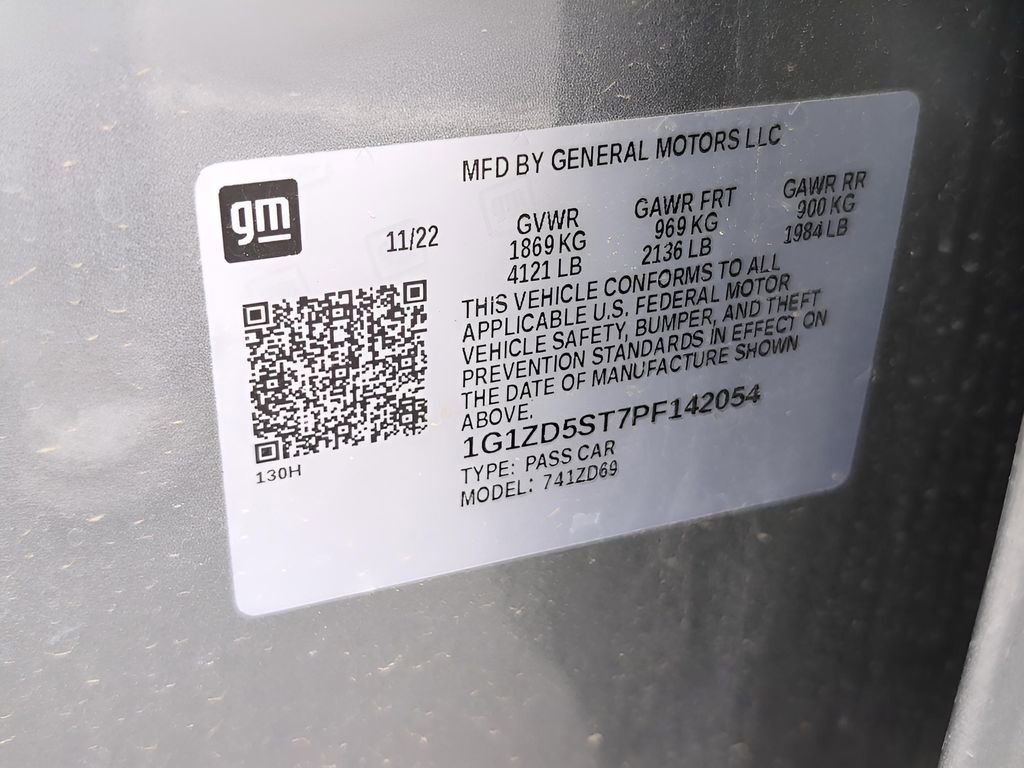 MFD BY GENERAL MOTORS LLC
gm
11/22
GVWR
1869 KG
4121 LB
GAWR FRT
969 KG
2136 LB
GAWR RR
900 KG
1984 LB
THIS VEHICLE CONFORMS TO ALL
APPLICABLE U.S. FEDERAL MOTOR
VEHICLE SAFETY, BUMPER, AND THEFT
PREVENTION STANDARDS IN EFFECT ON
THE DATE OF MANUFACTURE SHOWN
ABOVE.
1G1ZD5ST7PF142054
TYPE: PASS CAR
MODEL: 741ZD69
130H